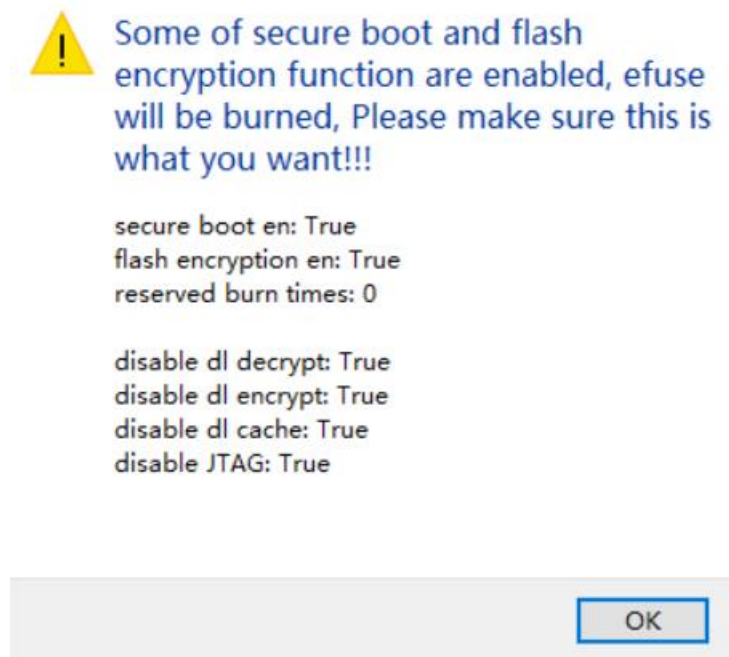 Some of secure boot and flash
encryption function are enabled, efuse
will be burned, Please make sure this is
what you want!!!
secure boot en: True
flash encryption en: True
reserved burn times: 0
disable dl decrypt: True
disable dl encrypt: True
disable dl cache: True
disable JTAG: True
OK